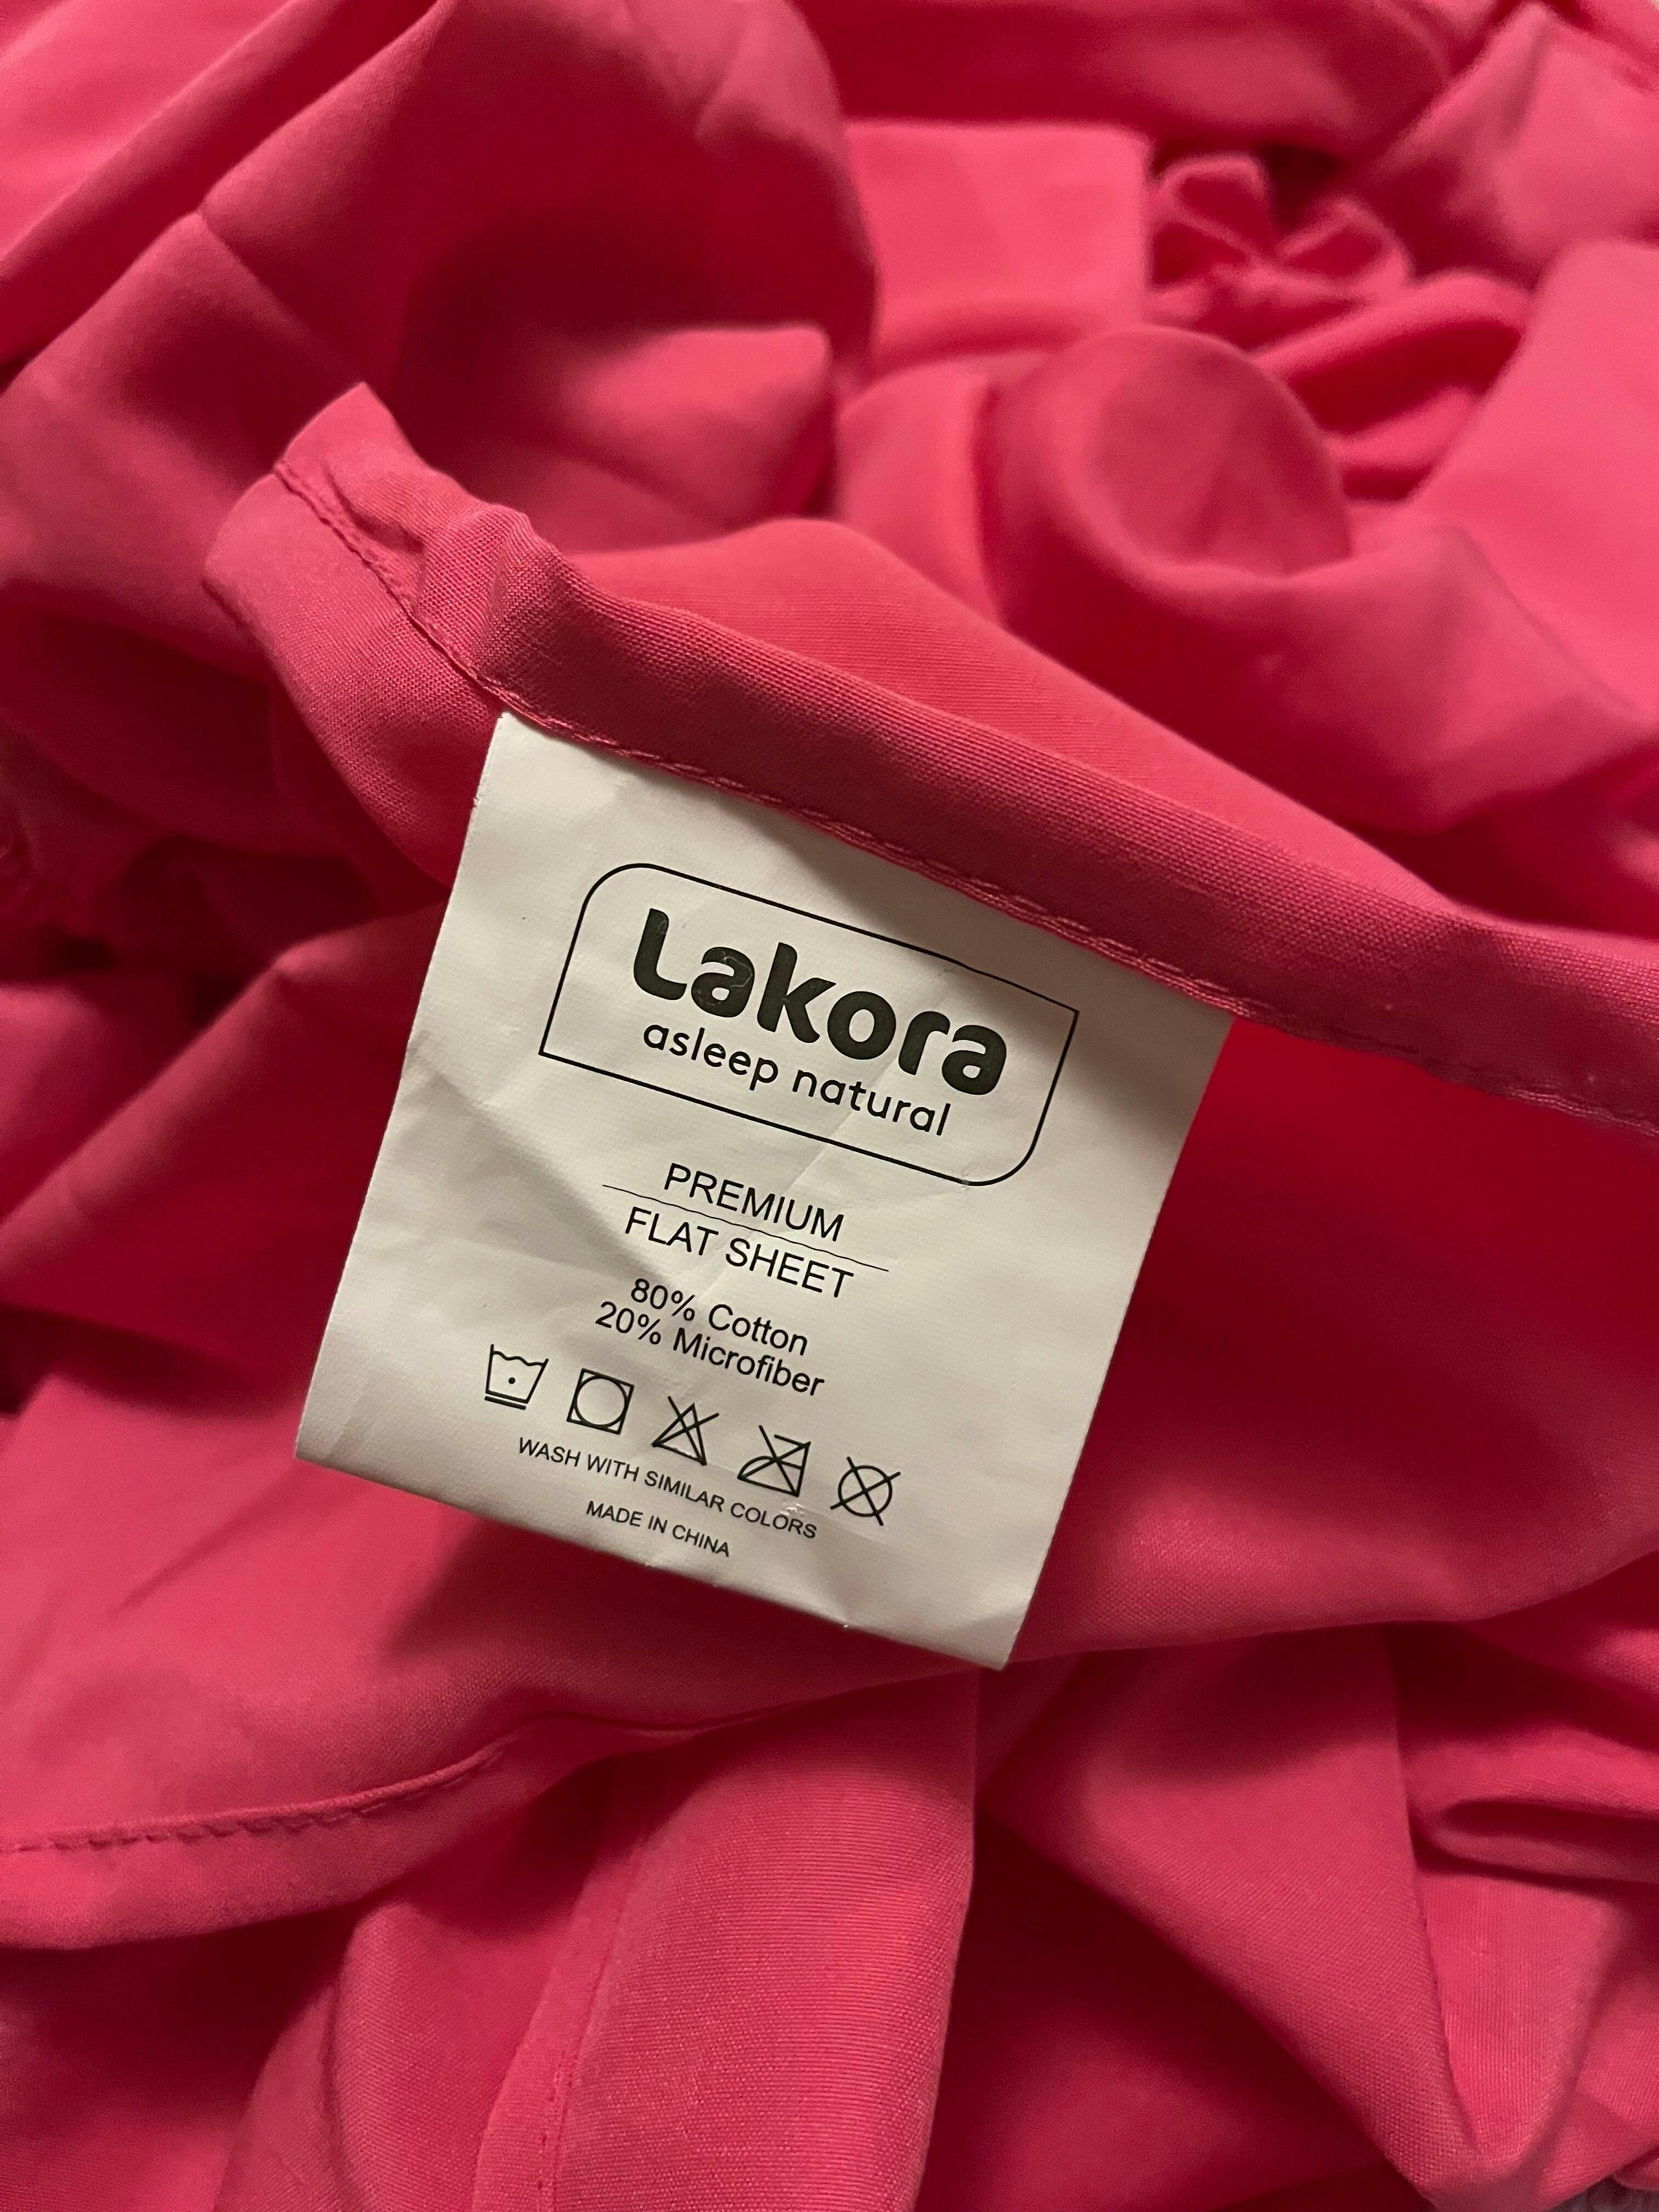 Lakora
asleep natural
PREMIUM
FLAT SHEET
80% Cotton
20% Microfiber
WASH WITH SIMILAR COLORS
MADE IN CHINA